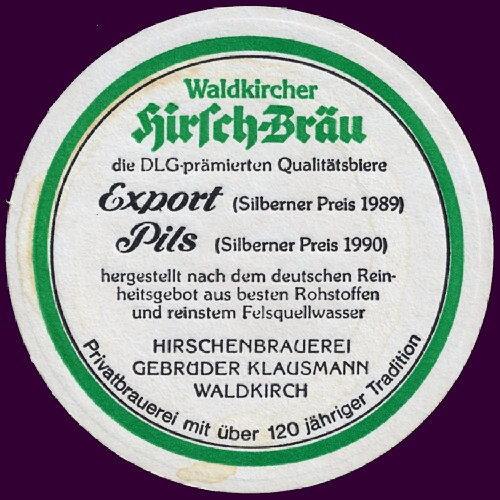 Waldkircher
Hirsch-Bräu
die DLG-prämierten Qualitätsbiere
Export (Silberner Preis 1989)
Pils (Silberner Preis 1990)
hergestellt nach dem deutschen Rein-
heitsgebot aus besten Rohstoffen
und reinstem Felsquellwasser
HIRSCHENBRAUEREI
GEBRÜDER KLAUSMANN
WALDKIRCH
Privatbrauerei mit über 120 jähriger Tradition